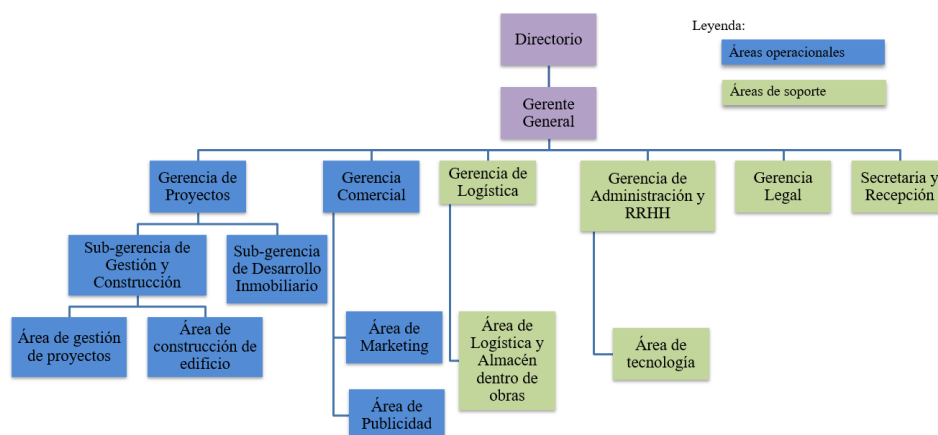 Directorio
Leyenda:
Áreas operacionales
Áreas de soporte
Gerente
General
Gerencia de
Proyectos
Gerencia
Comercial
Gerencia de
Logística
Gerencia de
Administración y
RRHH
Gerencia
Legal
Secretaria y
Recepción
Sub-gerencia de
Gestión y
Construcción
Sub-gerencia
de Desarrollo
Inmobiliario
Área de gestión
de proyectos
Área de
construcción de
edificio
Área de
Marketing
Área de
Logística y
Almacén
dentro de
obras
Área de
tecnología
Área de
Publicidad